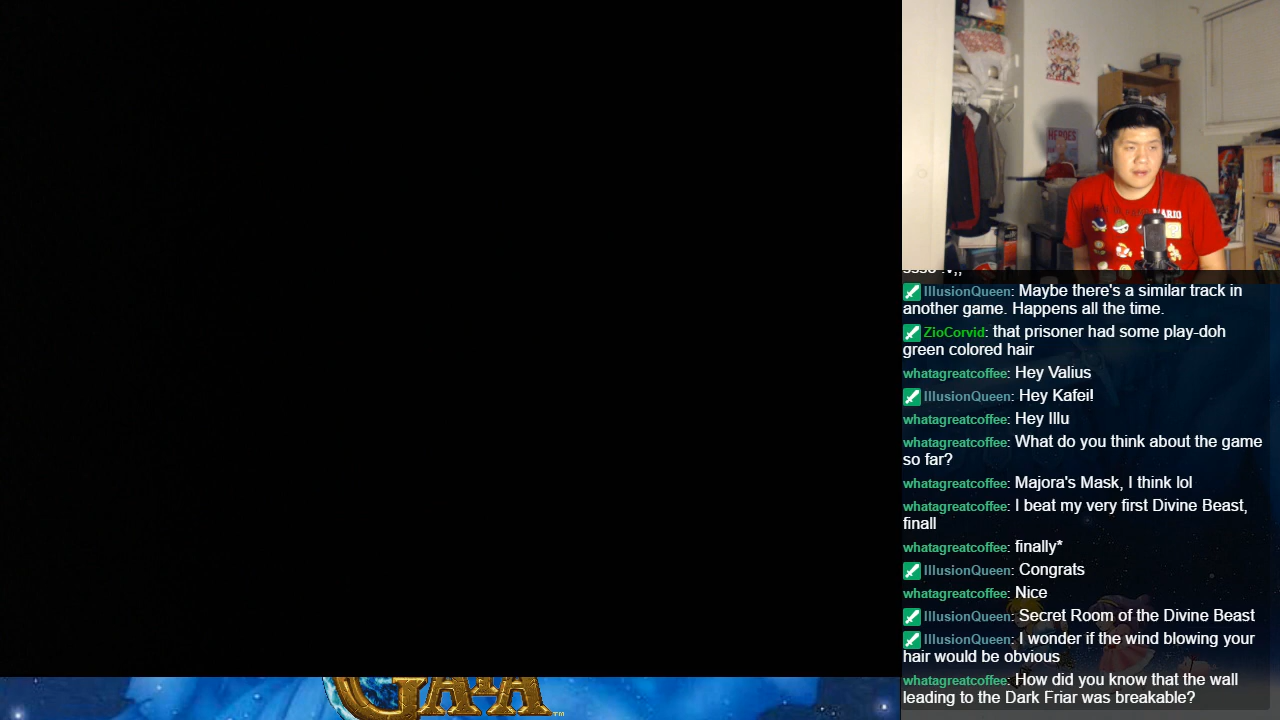 HEROES
MARIO
IllusionQueen: Maybe there's a similar track in
another game. Happens all the time.
ZioCorvid: that prisoner had some play-doh
green colored hair
whatagreatcoffee: Hey Valius
IllusionQueen: Hey Kafei!
whatagreatcoffee: Hey Illu
whatagreatcoffee: What do you think about the game
so far?
whatagreatcoffee: Majora's Mask, I think lol
whatagreatcoffee: I beat my very first Divine Beast,
finall
whatagreatcoffee: finally*
IllusionQueen: Congrats
whatagreatcoffee: Nice
IllusionQueen: Secret Room of the Divine Beast
IllusionQueen: I wonder if the wind blowing your
hair would be obvious
whatagreatcoffee: How did you know that the wall
leading to the Dark Friar was breakable?
GAIA
TM